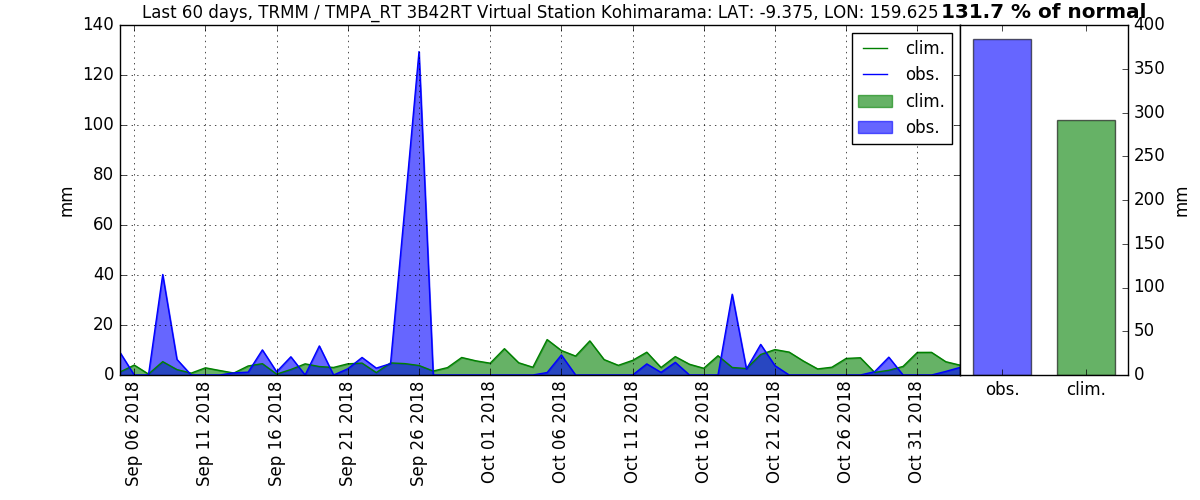 Last 60 days, TRMM / TMPA_RT 3B42RT Virtual Station Kohimarama: LAT: -9.375, LON: 159.625
131.7 % of normal
140
120
100
80
60
40
20
0
mm
clim.
obs.
clim.
obs.
Sep 06 2018
Sep 11 2018
Sep 16 2018
Sep 21 2018
Sep 26 2018
Oct 01 2018
Oct 06 2018
Oct 11 2018
Oct 16 2018
Oct 21 2018
Oct 26 2018
Oct 31 2018
400
350
300
250
200
150
100
50
0
mm
obs.
clim.